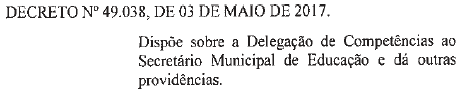 DECRETO Nº 49.038, DE 03 DE MAIO DE 2017.
Dispõe sobre a Delegação de Competências ao
Secretário Municipal de Educação e dá outras
providências.